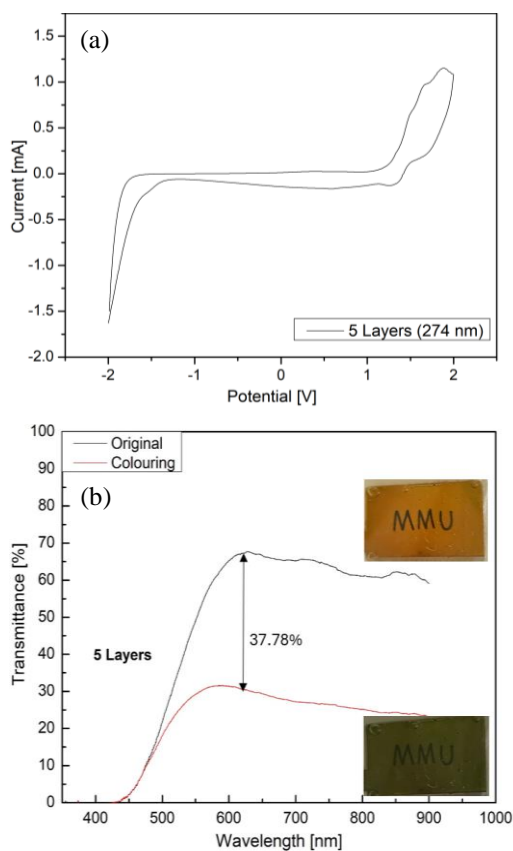 (a)
1.5
1.0
0.5
0.0
-0.5
-1.0
-1.5
-2.0
Current [mA]
5 Layers (274 nm)
-2
-1
0
1
2
Potential [V]
100
90
80
70
60
50
40
30
20
10
0
Transmittance [%]
Original
Colouring
(b)
MMU
5 Layers
37.78%
MMU
400
500
600
700
800
900
1000
Wavelength [nm]